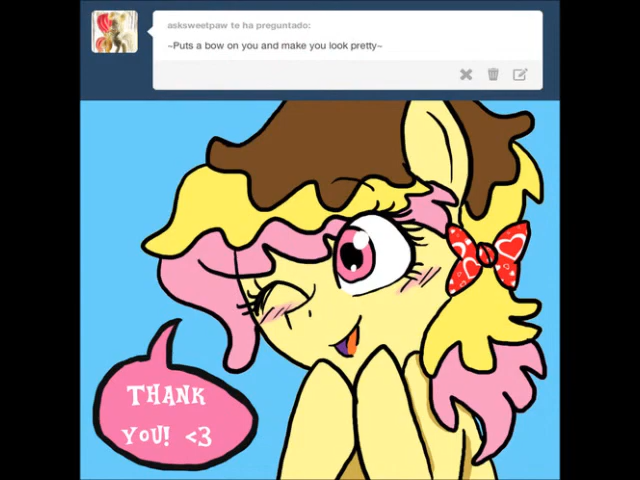 asksweetpaw te ha preguntado:
~Puts a bow on you and make you look pretty~
THANK
YOU! <3